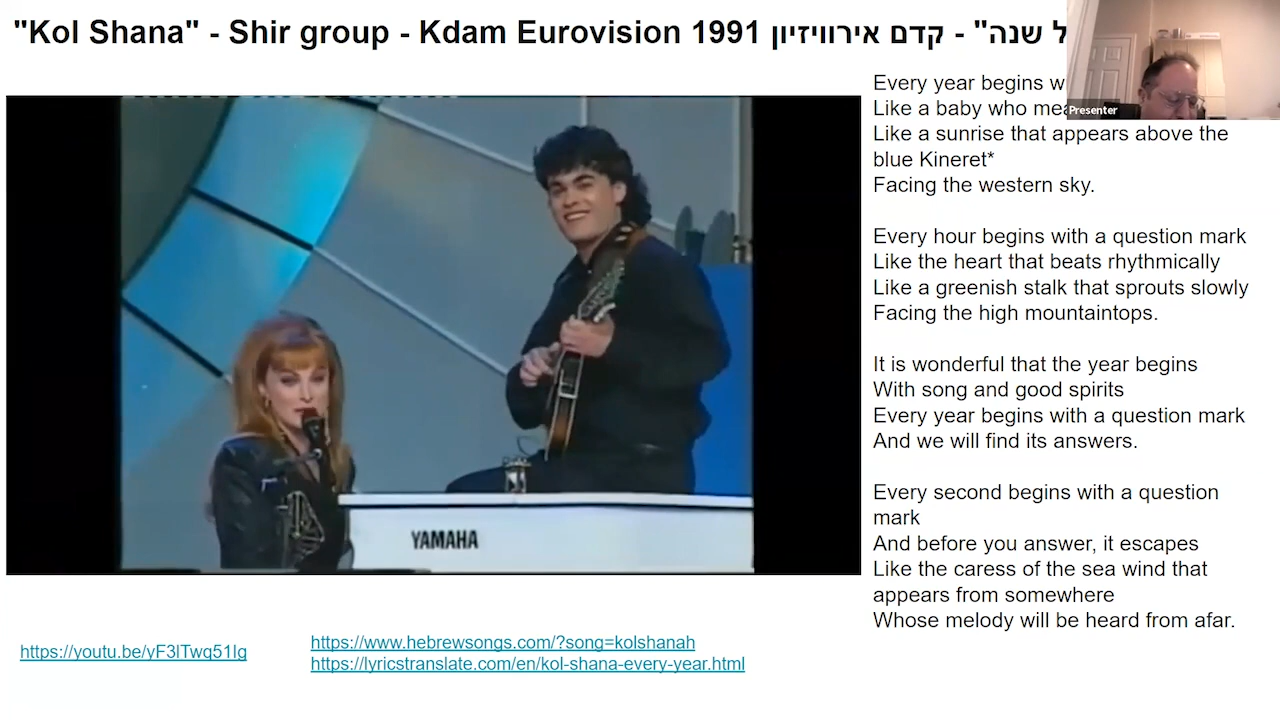 "Kol Shana" - Shir group - Kdam Eurovision 1991 ל שנה" - קדם אירוויזיון
Presenter
Every year begins
Like a baby who
Like a sunrise that appears above the
blue Kineret*
Facing the western sky.
Every hour begins with a question mark
Like the heart that beats rhythmically
Like a greenish stalk that sprouts slowly
Facing the high mountaintops.
It is wonderful that the year begins
With song and good spirits
Every year begins with a question mark
And we will find its answers.
Every second begins with a question
mark
And before you answer, it escapes
Like the caress of the sea wind that
appears from somewhere
Whose melody will be heard from afar.
YAMAHA
https://youtu.be/yF3lTwq51Ig
https://www.hebrewsongs.com/?song=kolshanah
https://lyricstranslate.com/en/kol-shana-every-year.html